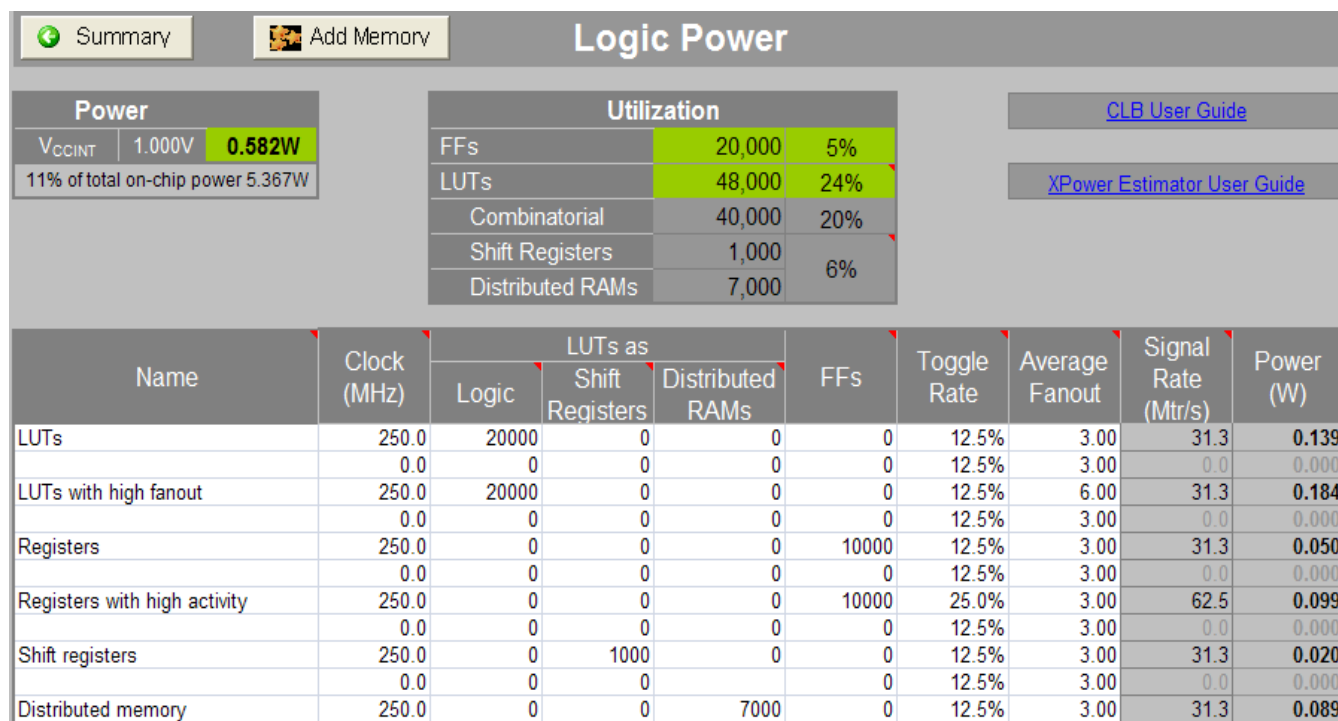 Summary Add Memory Logic Power
Power
VCCINT 1.000V 0.582W
11% of total on-chip power 5.367W
Utilization
FFs 20,000 5%
LUTs 48,000 24%
Combinatorial 40,000 20%
Shift Registers 1,000
6%
Distributed RAMs 7,000
CLB User Guide
XPower Estimator User Guide
Name Clock (MHz) LUTs as Logic Shift Registers Distributed RAMs FFs Toggle Rate Average Fanout Signal Rate (Mtr/s) Power (W)
LUTs 250.0 20000 0 0 0 12.5% 3.00 31.3 0.139
0.0 0 0 0 0 12.5% 3.00 0.0 0.000
LUTs with high fanout 250.0 20000 0 0 0 12.5% 6.00 31.3 0.184
0.0 0 0 0 0 12.5% 3.00 0.0 0.000
Registers 250.0 0 0 0 10000 12.5% 3.00 31.3 0.050
0.0 0 0 0 0 12.5% 3.00 0.0 0.000
Registers with high activity 250.0 0 0 0 10000 25.0% 3.00 62.5 0.099
0.0 0 0 0 0 12.5% 3.00 0.0 0.000
Shift registers 250.0 0 1000 0 0 12.5% 3.00 31.3 0.020
0.0 0 0 0 12.5% 3.00 0.0 0.000
Distributed memory 250.0 0 0 7000 0 12.5% 3.00 31.3 0.089